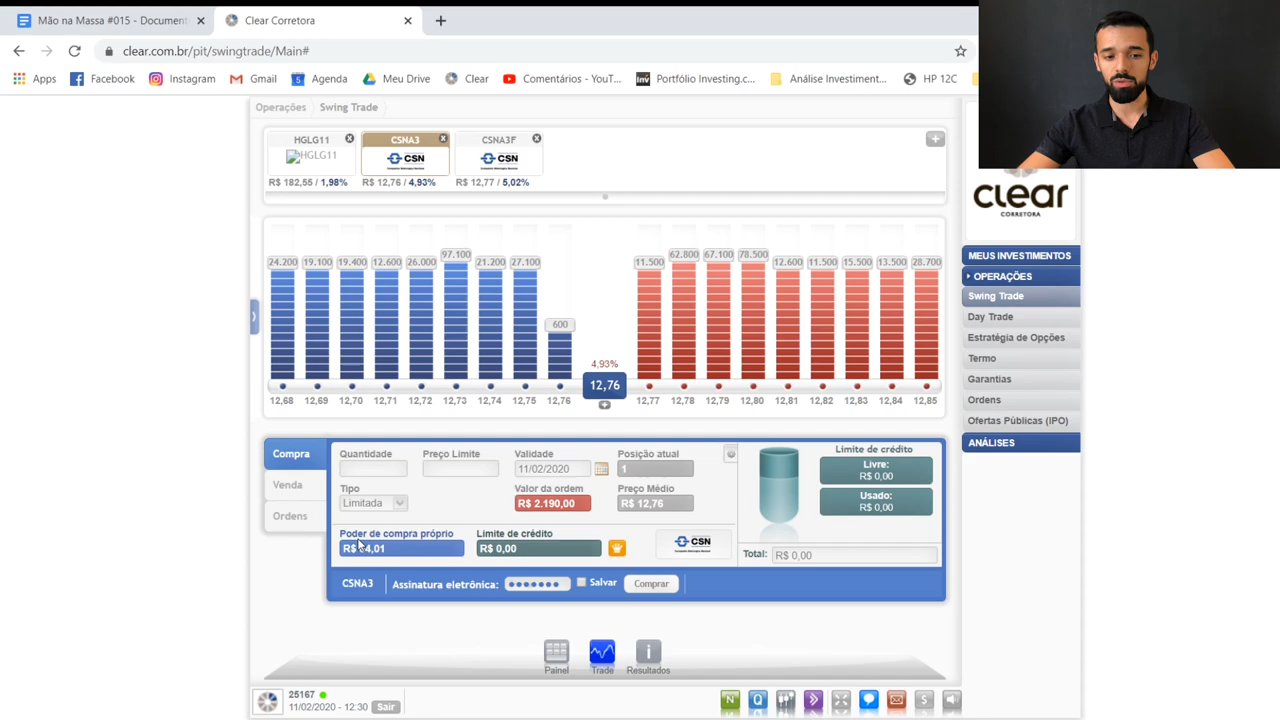 Mão na Massa #015 - Document
Clear Corretora
clear.com.br/pit/swingtrade/Main#
Apps
Facebook
Instagram
Gmail
Agenda
Meu Drive
Clear
Comentários - YouT...
Portfólio Investing.c...
Análise Investiment...
HP 12C
Operações
Swing Trade
HGLG11
CSNA3
CSNA3F
HGLG11
CSN
CSN
R$ 182,55 / 1,98%
R$ 12,76 / 4,93%
R$ 12,77 / 5,02%
clear
CORRETORA
MEUS INVESTIMENTOS
OPERAÇÕES
Swing Trade
Day Trade
Estratégia de Opções
Termo
Garantias
Ordens
Ofertas Públicas (IPO)
ANÁLISES
24.200 19.100 19.400 12.600 26.000 97.100 21.200 27.100 600
11.500 62.800 67.100 78.500 12.600 11.500 15.500 13.500 28.700
4,93%
12,76
12,68 12,69 12,70 12,71 12,72 12,73 12,74 12,75 12,76
12,77 12,78 12,79 12,80 12,81 12,82 12,83 12,84 12,85
Compra
Venda
Ordens
Quantidade
Preço Limite
Validade
Posição atual
11/02/2020
1
Tipo
Valor da ordem
Preço Médio
Limitada
R$ 2.190,00
R$ 12,76
Poder de compra próprio
Limite de crédito
4,01
R$ 0,00
CSN
Limite de crédito
Livre:
R$ 0,00
Usado:
R$ 0,00
Total:
R$ 0,00
CSNA3
Assinatura eletrônica:
Salvar
Comprar
Painel
Trade
Resultados
25167
11/02/2020 - 12:30
Sair
N
Q
S